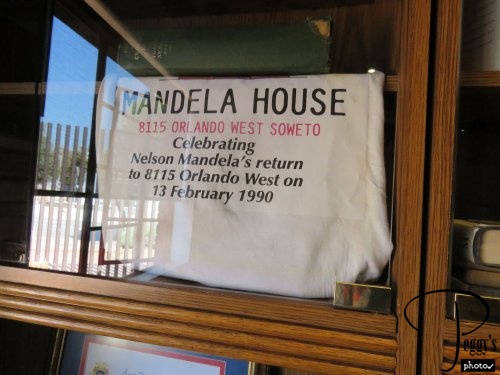 MANDELA HOUSE
8115 ORLANDO WEST SOWETO
Celebrating
Nelson Mandela's return
to 8115 Orlando West on
13 February 1990
Peggy's
photos